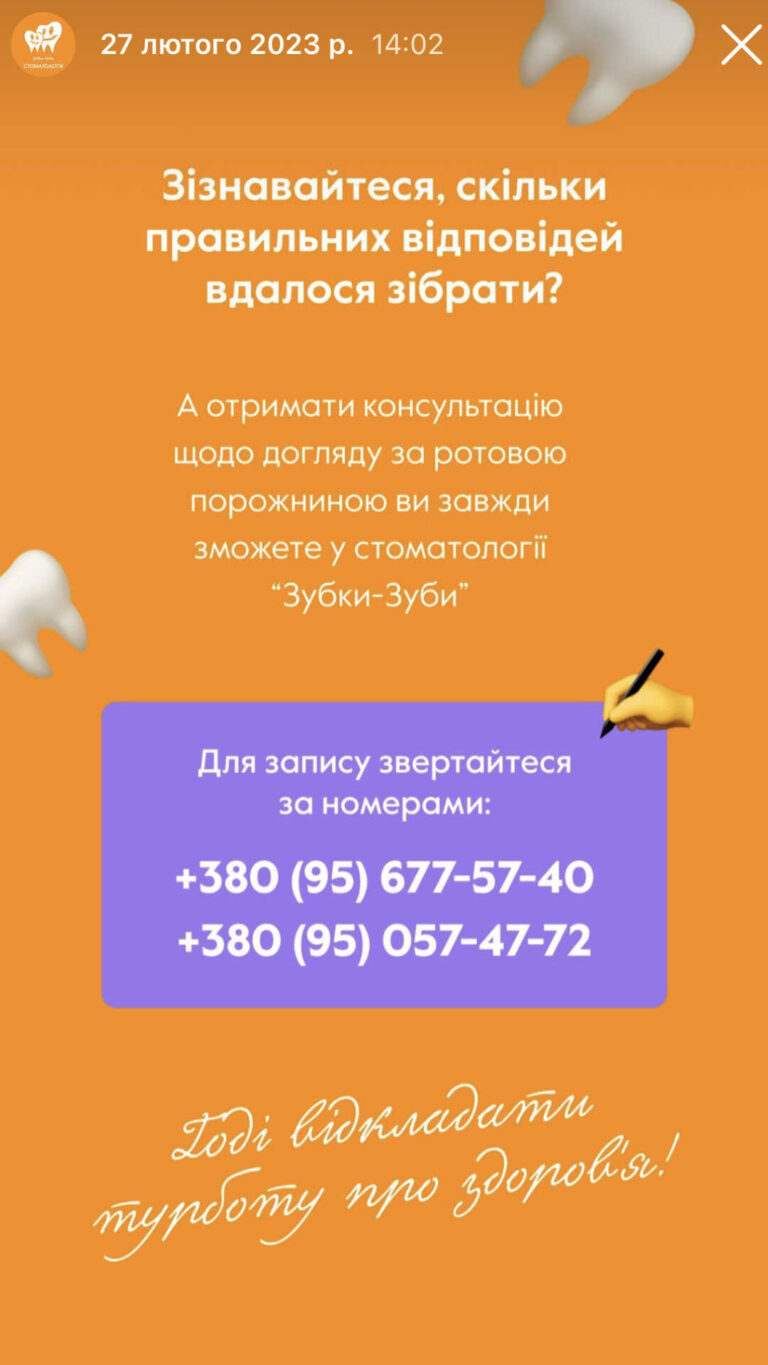 27 лютого 2023 р. 14:02
СТОМАТОЛОГІЯ
Зізнавайтеся, скільки
правильних відповідей
вдалося зібрати?
А отримати консультацію
щодо догляду за ротовою
порожниною ви завжди
зможете у стоматології
“Зубки-Зуби”
Для запису звертайтеся
за номерами:
+380 (95) 677-57-40
+380 (95) 057-47-72
Годі відкладати
турботу про здоров'я!